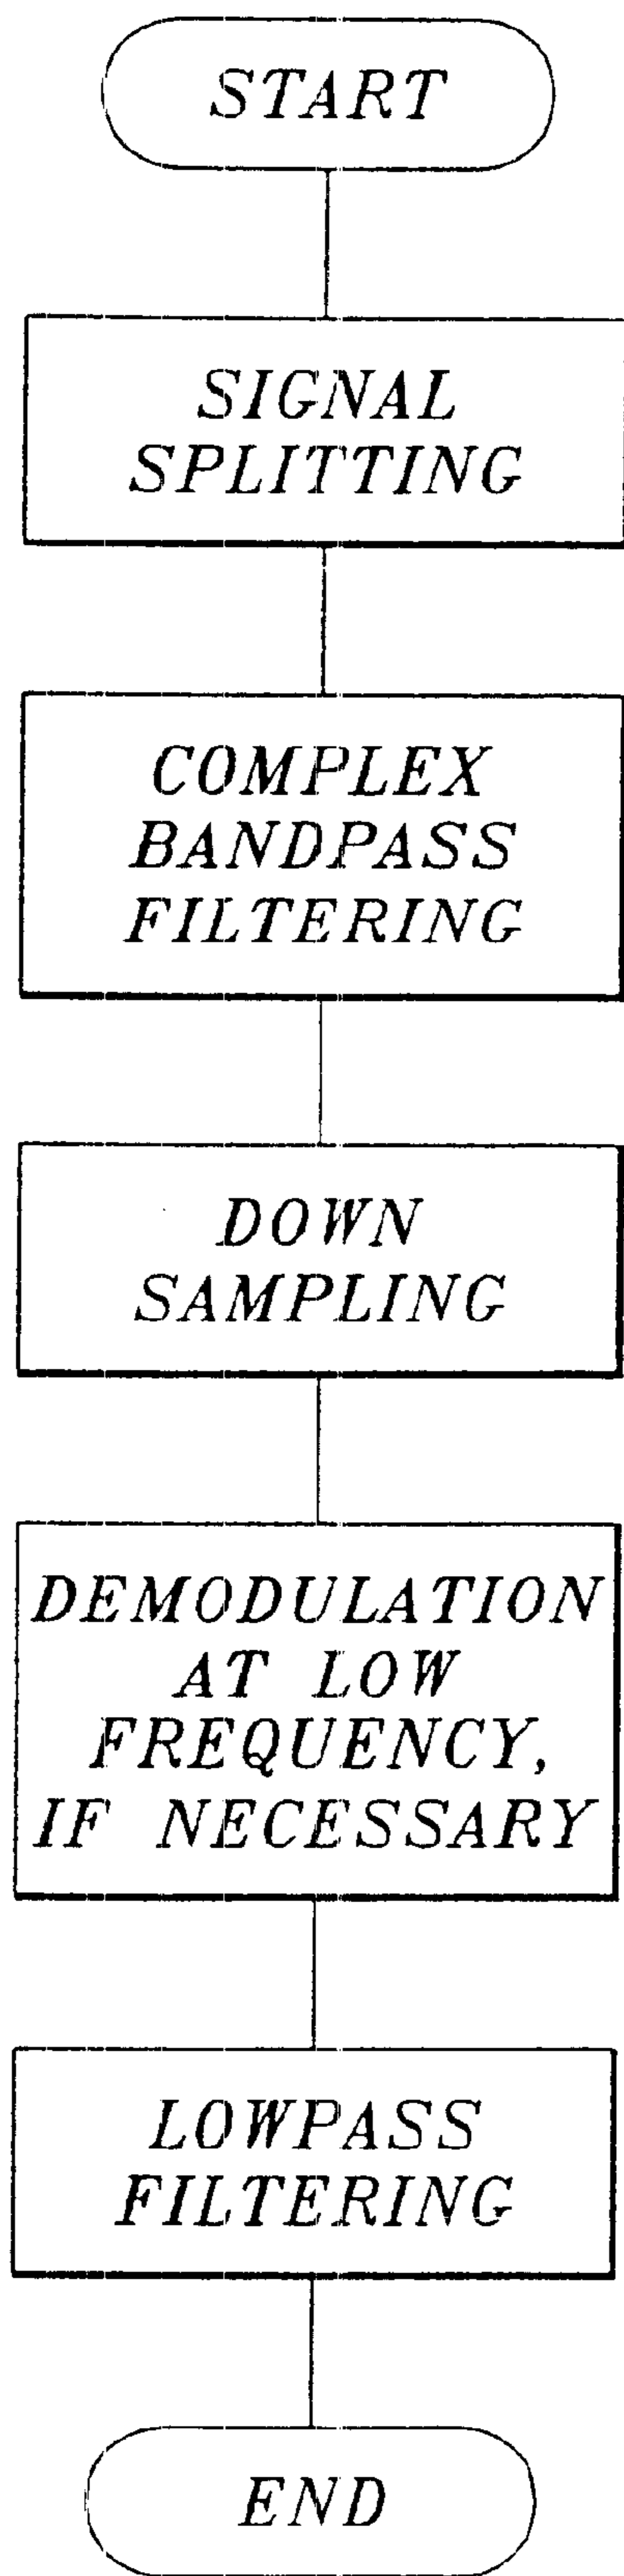 START
SIGNAL
SPLITTING
COMPLEX
BANDPASS
FILTERING
DOWN
SAMPLING
DEMODULATION
AT LOW
FREQUENCY,
IF NECESSARY
LOWPASS
FILTERING
END